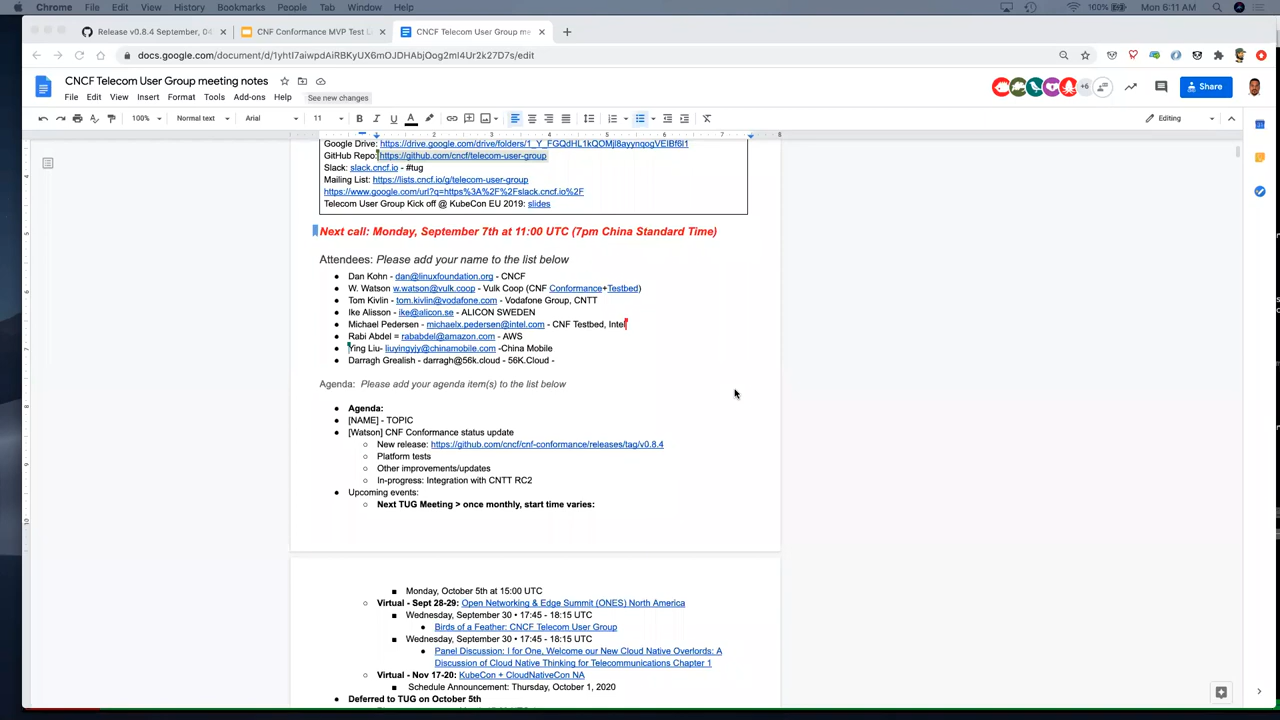 Chrome File Edit View History Bookmarks People Tab Window Help 100% Mon 6:11 AM
Release v0.8.4 September, 04 CNF Conformance MVP Test L CNCF Telecom User Group me
docs.google.com/document/d/1yhtI7aiwpdAiRBKyUX6mOJDHAbjOog2mI4Ur2k27D7s/edit
CNCF Telecom User Group meeting notes
File Edit View Insert Format Tools Add-ons Help See new changes
+6 Share
100% Normal text Arial 11 Editing
2 3 4 5 6 7 8
Google Drive: https://drive.google.com/drive/folders/1_Y_FGQdHL1kQOMjl8ayynqogVEIBf6l1
GitHub Repo: https://github.com/cncf/telecom-user-group
Slack: slack.cncf.io - #tug
Mailing List: https://lists.cncf.io/g/telecom-user-group
https://www.google.com/url?q=https%3A%2F%2Fslack.cncf.io%2F
Telecom User Group Kick off @ KubeCon EU 2019: slides
Next call: Monday, September 7th at 11:00 UTC (7pm China Standard Time)
Attendees: Please add your name to the list below
Dan Kohn - dan@linuxfoundation.org - CNCF
W. Watson w.watson@vulk.coop - Vulk Coop (CNF Conformance+Testbed)
Tom Kivlin - tom.kivlin@vodafone.com - Vodafone Group, CNTT
Ike Alisson - ike@alicon.se - ALICON SWEDEN
Michael Pedersen - michaelx.pedersen@intel.com - CNF Testbed, Intel
Rabi Abdel = rababdel@amazon.com - AWS
Ying Liu- liuyingyjy@chinamobile.com -China Mobile
Darragh Grealish - darragh@56k.cloud - 56K.Cloud -
Agenda: Please add your agenda item(s) to the list below
Agenda:
[NAME] - TOPIC
[Watson] CNF Conformance status update
New release: https://github.com/cncf/cnf-conformance/releases/tag/v0.8.4
Platform tests
Other improvements/updates
In-progress: Integration with CNTT RC2
Upcoming events:
Next TUG Meeting > once monthly, start time varies:
Monday, October 5th at 15:00 UTC
Virtual - Sept 28-29: Open Networking & Edge Summit (ONES) North America
Wednesday, September 30 • 17:45 - 18:15 UTC
Birds of a Feather: CNCF Telecom User Group
Wednesday, September 30 • 17:45 - 18:15 UTC
Panel Discussion: I for One, Welcome our New Cloud Native Overlords: A
Discussion of Cloud Native Thinking for Telecommunications Chapter 1
Virtual - Nov 17-20: KubeCon + CloudNativeCon NA
Schedule Announcement: Thursday, October 1, 2020
Deferred to TUG on October 5th